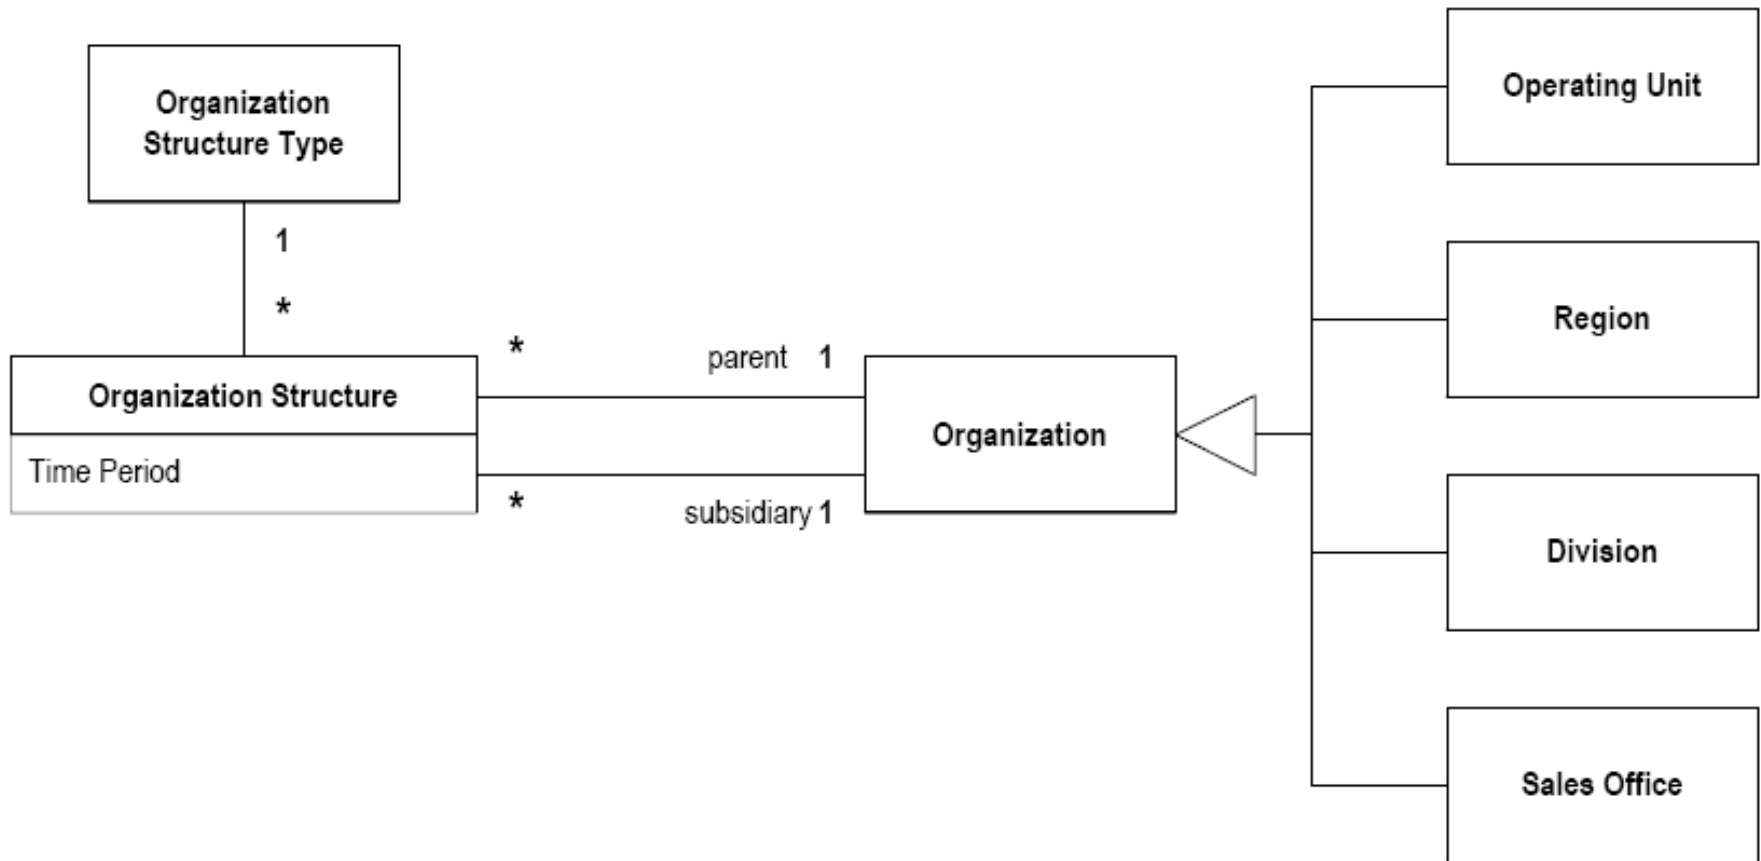 Organization
Structure Type
1
*
Organization Structure
Time Period
*
parent 1
*
subsidiary 1
Organization
Operating Unit
Region
Division
Sales Office